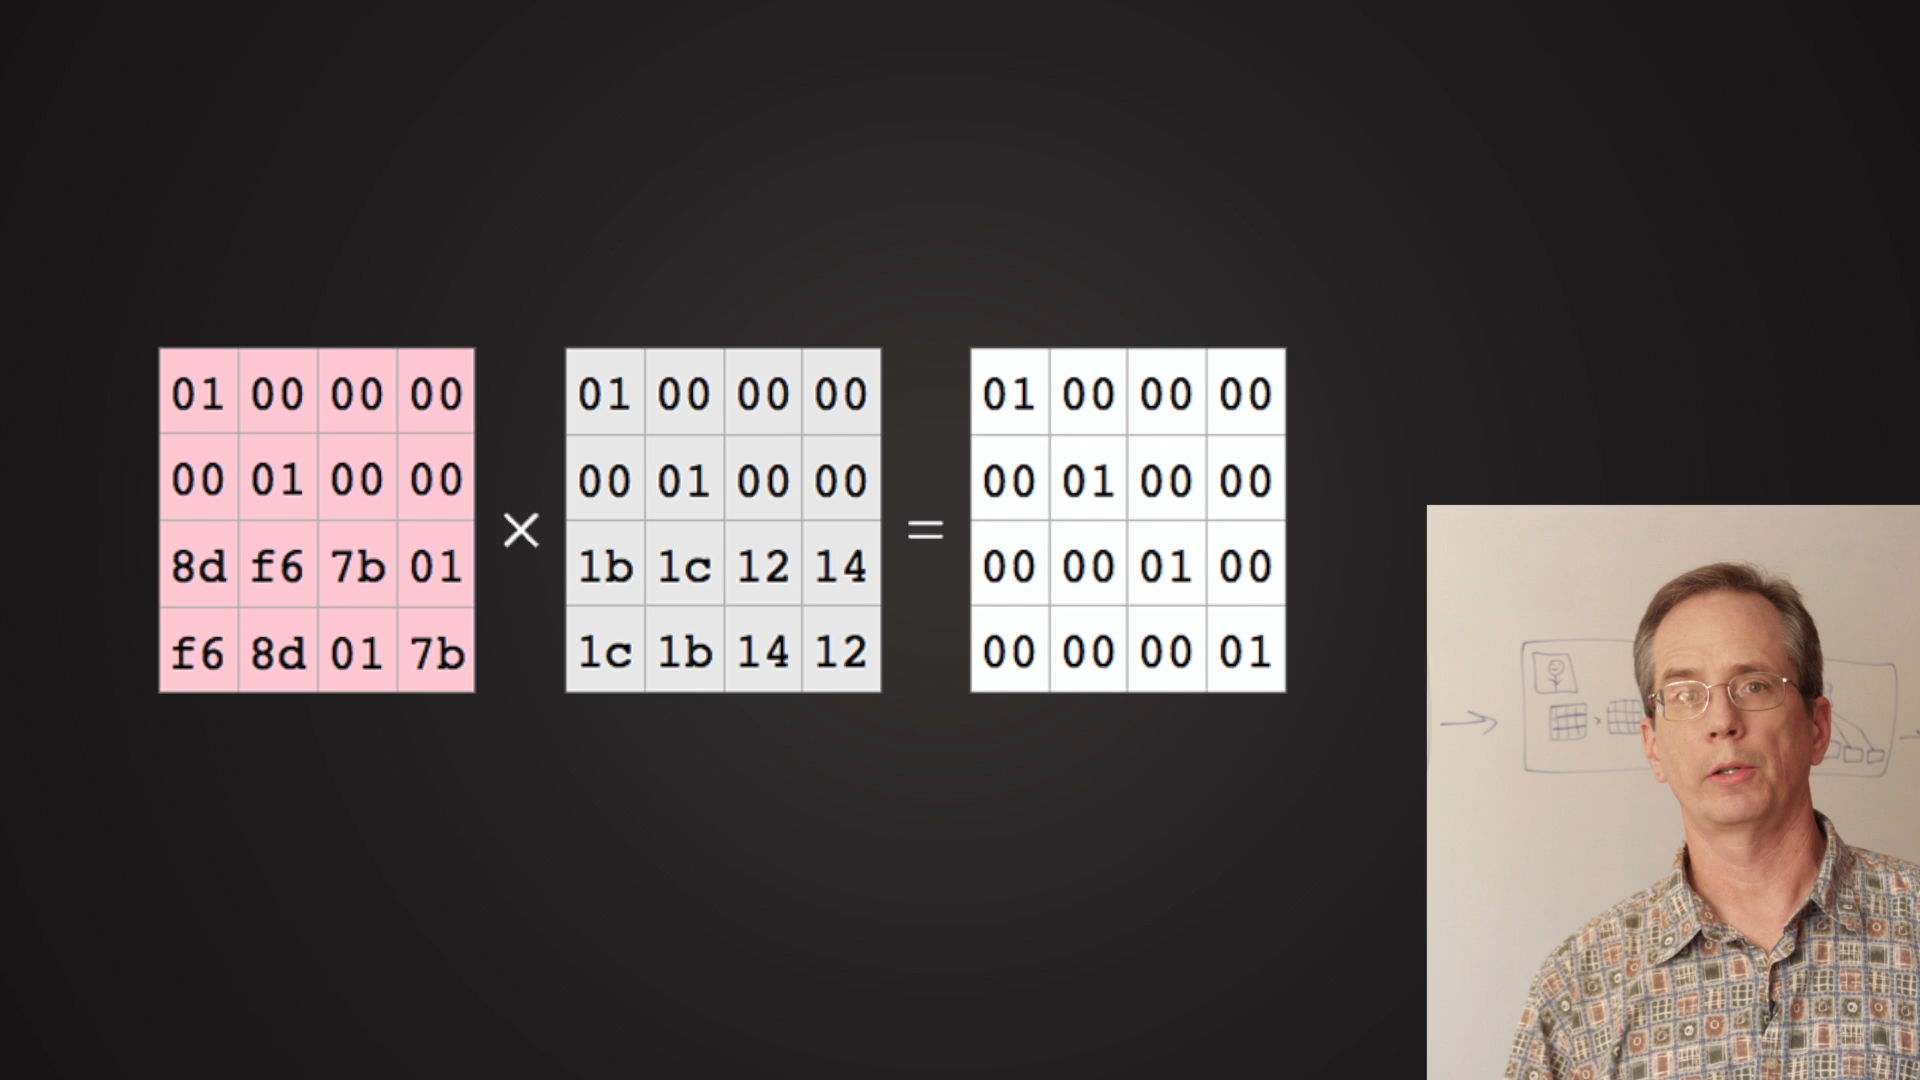 01 00 00 00
00 01 00 00
8d f6 7b 01
f6 8d 01 7b
×
01 00 00 00
00 01 00 00
1b 1c 12 14
1c 1b 14 12
=
01 00 00 00
00 01 00 00
00 00 01 00
00 00 00 01